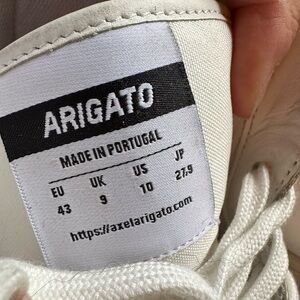 ARIGATO
MADE IN PORTUGAL
EU UK US JP
43 9 10 27,9
https://axelarigato.com